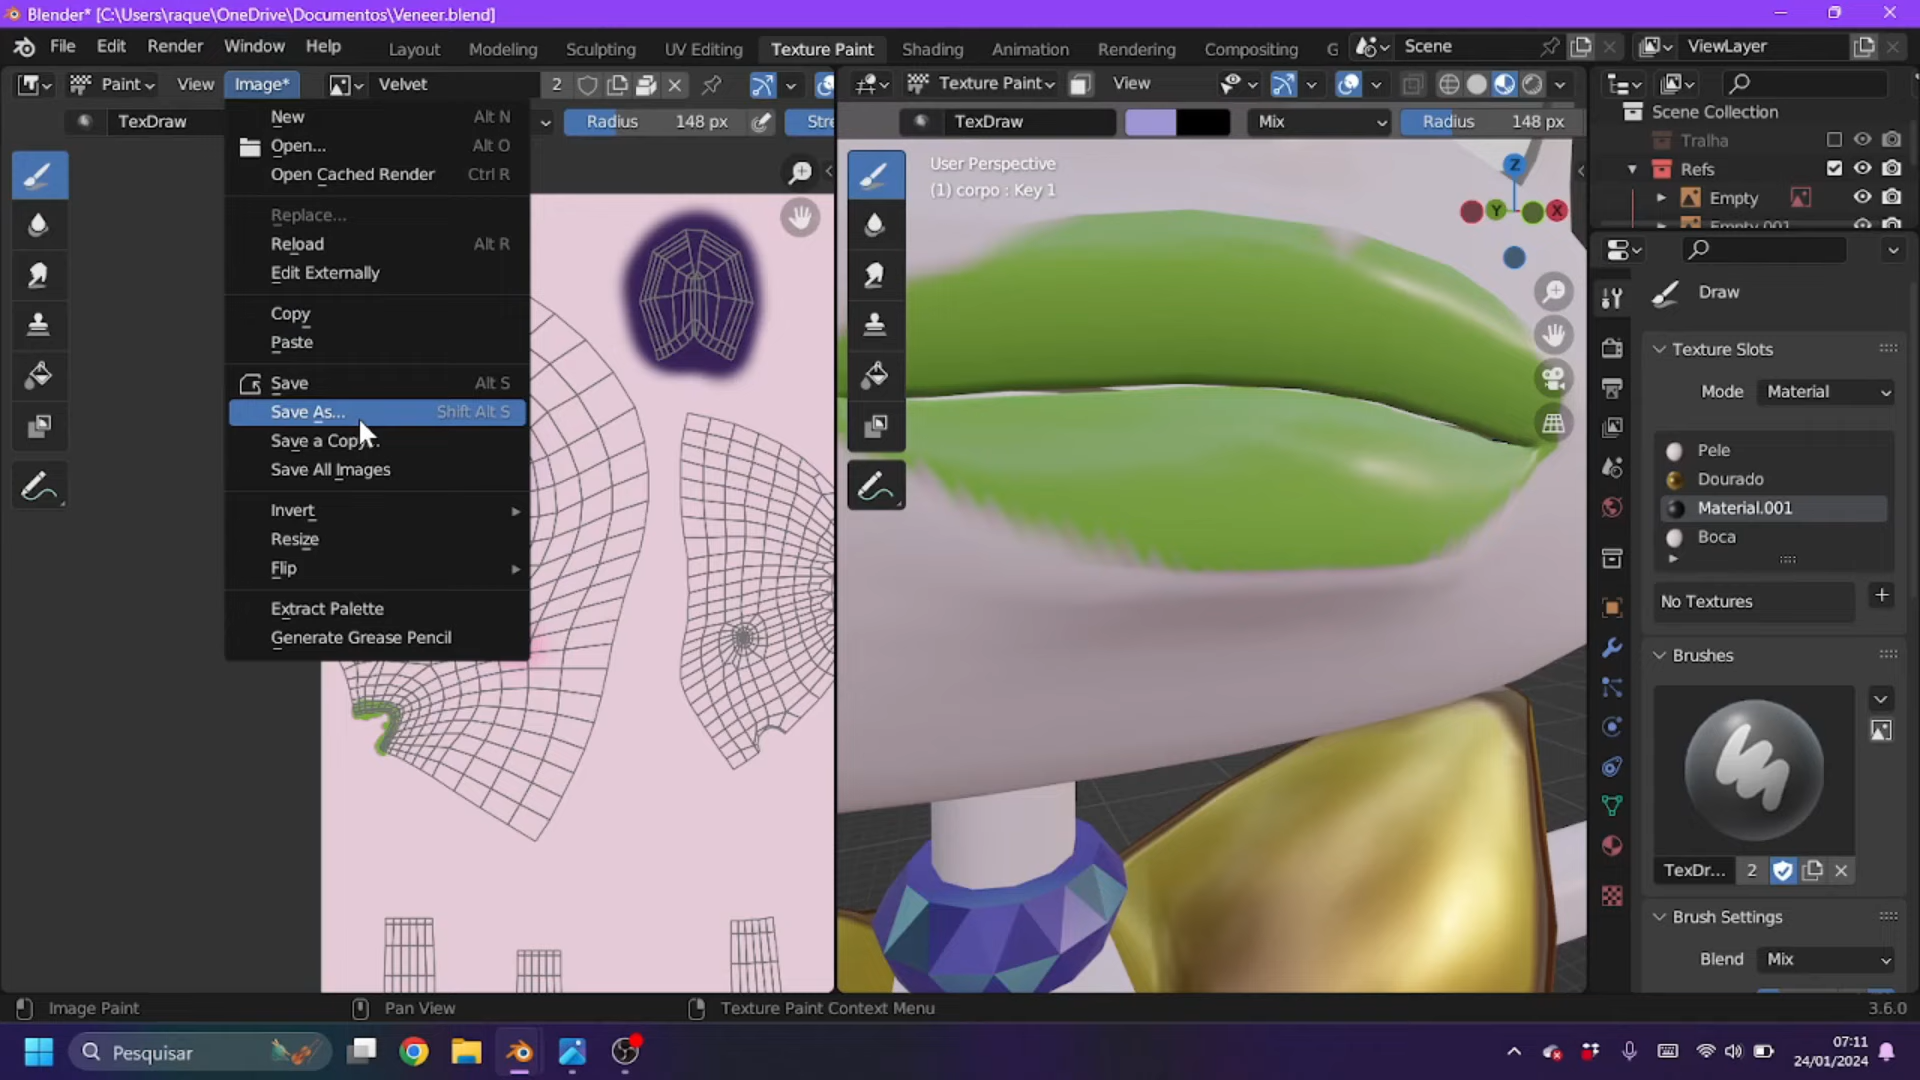 Blender* [C:\Users\raque\OneDrive\Documentos\Veneer.blend]
File Edit Render Window Help
Layout Modeling Sculpting UV Editing Texture Paint Shading Animation Rendering Compositing G
Scene
ViewLayer
Paint View Image* Velvet 2
Texture Paint View
TexDraw
Radius 148 px
Stre
TexDraw
Mix
Radius 148 px
New Alt N
Open... Alt O
Open Cached Render Ctrl R
Replace...
Reload Alt R
Edit Externally
Copy
Paste
Save Alt S
Save As... Shift Alt S
Save a Copy...
Save All Images
Invert
Resize
Flip
Extract Palette
Generate Grease Pencil
User Perspective
(1) corpo : Key 1
Z
Y
X
Scene Collection
Tralha
Refs
Empty
Empty.001
Draw
Texture Slots
Mode Material
Pele
Dourado
Material.001
Boca
No Textures
Brushes
TexDr... 2
Brush Settings
Blend Mix
Image Paint
Pan View
Texture Paint Context Menu
3.6.0
Pesquisar
07:11
24/01/2024